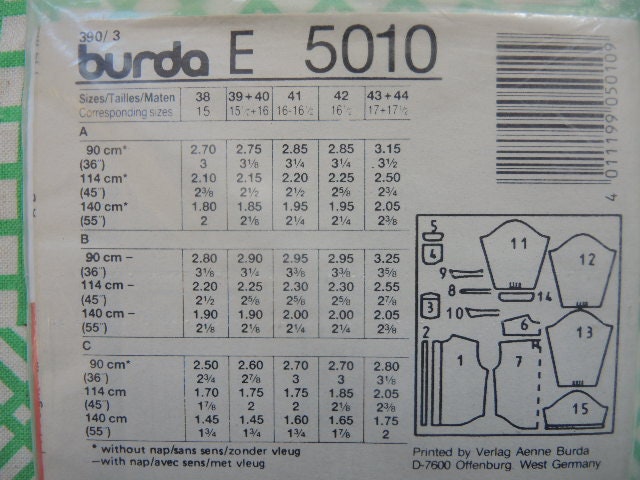 390/3
burda E 5010
Sizes/Tailles/Maten 38 39+40 41 42 43+44
Corresponding sizes 15 15½+16 16-16½ 16½ 17+17½
A
90 cm* 2.70 2.75 2.85 2.85 3.15
(36") 3 3⅛ 3¼ 3¼ 3½
114 cm* 2.10 2.15 2.20 2.25 2.50
(45") 2⅜ 2½ 2½ 2⅝ 2¾
140 cm* 1.80 1.85 1.95 1.95 2.05
(55") 2 2⅛ 2¼ 2¼ 2⅜
B
90 cm – 2.80 2.90 2.95 2.95 3.25
(36") 3⅛ 3¼ 3⅜ 3⅜ 3⅝
114 cm – 2.20 2.25 2.30 2.30 2.55
(45") 2½ 2⅝ 2⅝ 2⅝ 2⅞
140 cm – 1.90 1.90 2.00 2.00 2.05
(55") 2⅛ 2⅛ 2¼ 2¼ 2⅜
C
90 cm* 2.50 2.60 2.70 2.70 2.80
(36") 2¾ 2⅞ 3 3 3⅛
114 cm 1.70 1.75 1.75 1.85 2.05
(45") 1⅞ 2 2 2⅛ 2⅜
140 cm 1.45 1.45 1.60 1.65 1.75
(55") 1¾ 1¾ 1¾ 1⅞ 2
* without nap/sans sens/zonder vleug
–with nap/avec sens/met vleug
4 011199 050109
5
4
11
12
9
8
14
3
10
6
13
2
1
7
15
Printed by Verlag Aenne Burda
D-7600 Offenburg. West Germany